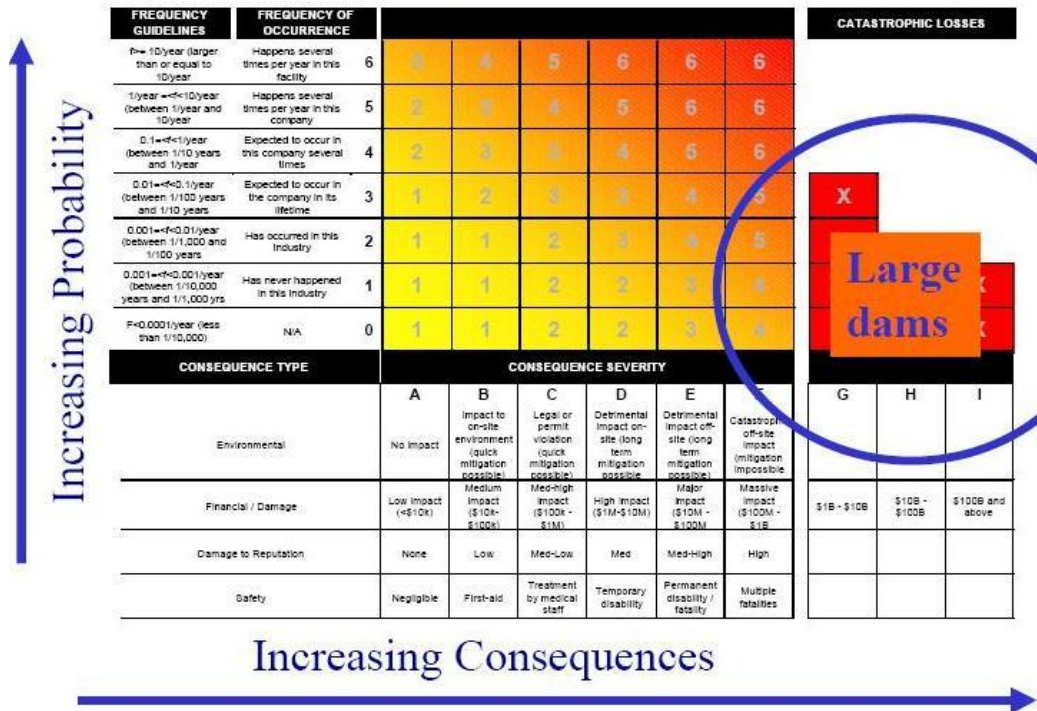 FREQUENCY
GUIDELINES
FREQUENCY OF
OCCURRENCE
CATASTROPHIC LOSSES
f>= 10/year (larger
than or equal to
10/year
Happens several
times per year in this
facility
6
3 4 5 6 6 6
1/year =<f<10/year
(between 1/year and
10/year
Happens several
times per year in this
company
5
2 3 4 5 6 6
0.1=<f<1/year
(between 1/10 years
and 1/year
Expected to occur in
this company several
times
4
2 3 3 4 5 6
0.01=<f<0.1/year
(between 1/100 years
and 1/10 years
Expected to occur in
the company in its
lifetime
3
1 2 3 3 4 5
X
0.001=<f<0.01/year
(between 1/1,000 and
1/100 years
Has occurred in this
industry
2
1 1 2 3 4 5
0.001=<f<0.001/year
(between 1/10,000
years and 1/1,000 yrs
Has never happened
in this industry
1
1 1 2 2 3 4
X
F<0.0001/year (less
than 1/10,000)
N/A
0
1 1 2 2 3 4
X
Large
dams
CONSEQUENCE TYPE
CONSEQUENCE SEVERITY
A B C D E F
G H I
Environmental
No impact
Impact to
on-site
environment
(quick
mitigation
possible)
Legal or
permit
violation
(quick
mitigation
possible)
Detrimental
impact on-
site (long
term
mitigation
possible
Detrimental
impact off-
site (long
term
mitigation
possible)
Catastrophic
off-site
impact
(mitigation
impossible
Financial / Damage
Low impact
(<$10k)
Medium
impact
($10k-
$100k)
Med-high
impact
($100k -
$1M)
High impact
($1M-$10M)
Major
impact
($10M -
$100M
Massive
impact
($100M -
$1B
$1B - $10B
$10B -
$100B
$100B and
above
Damage to Reputation
None
Low
Med-Low
Med
Med-High
High
Safety
Negligible
First-aid
Treatment
by medical
staff
Temporary
disability
Permanent
disability /
fatality
Multiple
fatalities
Increasing Probability
Increasing Consequences